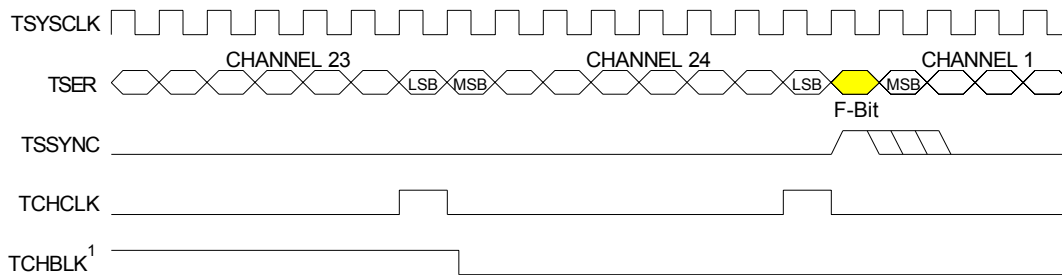 TSYSCLK
CHANNEL 23 CHANNEL 24 CHANNEL 1
TSER LSB MSB LSB MSB
F-Bit
TSSYNC
TCHCLK
TCHBLK¹